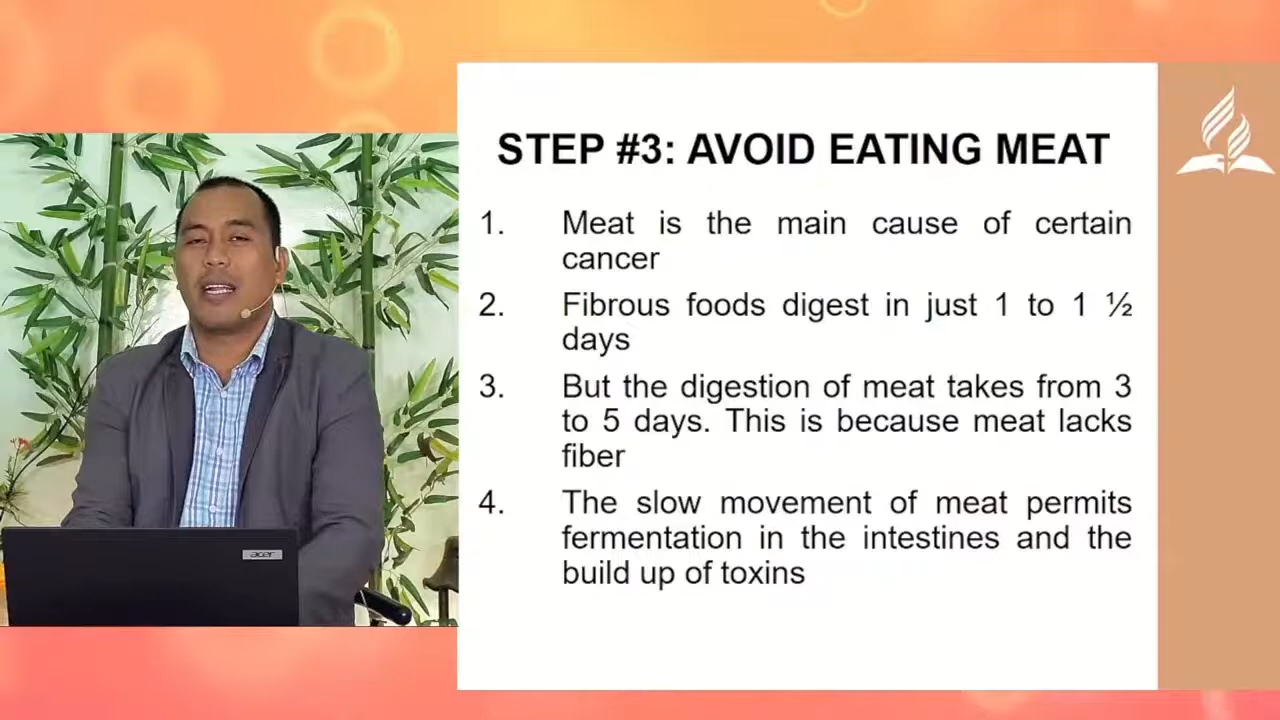 STEP #3: AVOID EATING MEAT
1. Meat is the main cause of certain
cancer
2. Fibrous foods digest in just 1 to 1 ½
days
3. But the digestion of meat takes from 3
to 5 days. This is because meat lacks
fiber
4. The slow movement of meat permits
fermentation in the intestines and the
build up of toxins
acer